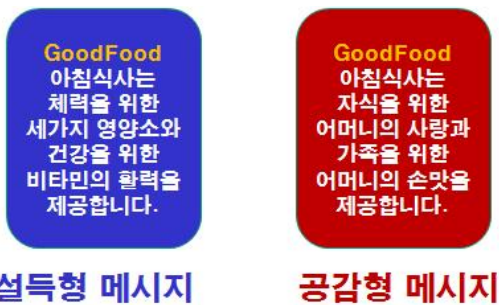 GoodFood
아침식사는
체력을 위한
세가지 영양소와
건강을 위한
비타민의 활력을
제공합니다.
GoodFood
아침식사는
자식을 위한
어머니의 사랑과
가족을 위한
어머니의 손맛을
제공합니다.
설득형 메시지
공감형 메시지